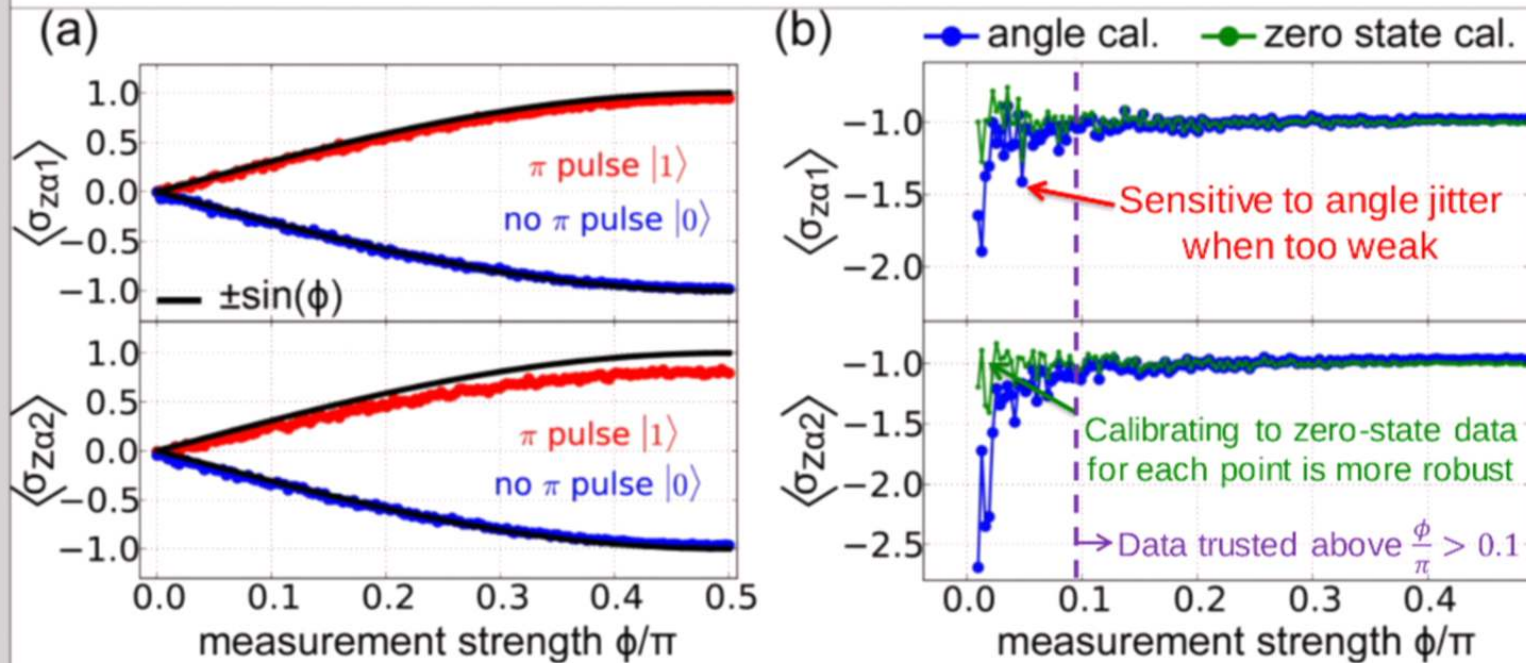 (a)
1.0
0.5
0.0
−0.5
−1.0
⟨σzα1⟩
π pulse |1⟩
no π pulse |0⟩
±sin(ϕ)
1.0
0.5
0.0
−0.5
−1.0
⟨σzα2⟩
π pulse |1⟩
no π pulse |0⟩
0.0 0.1 0.2 0.3 0.4 0.5
measurement strength ϕ/π
(b)
angle cal. zero state cal.
−1.0
−1.5
−2.0
⟨σzα1⟩
Sensitive to angle jitter
when too weak
−1.0
−1.5
−2.0
−2.5
⟨σzα2⟩
Calibrating to zero-state data
for each point is more robust
Data trusted above ϕ/π > 0.1
0.0 0.1 0.2 0.3 0.4
measurement strength ϕ/π